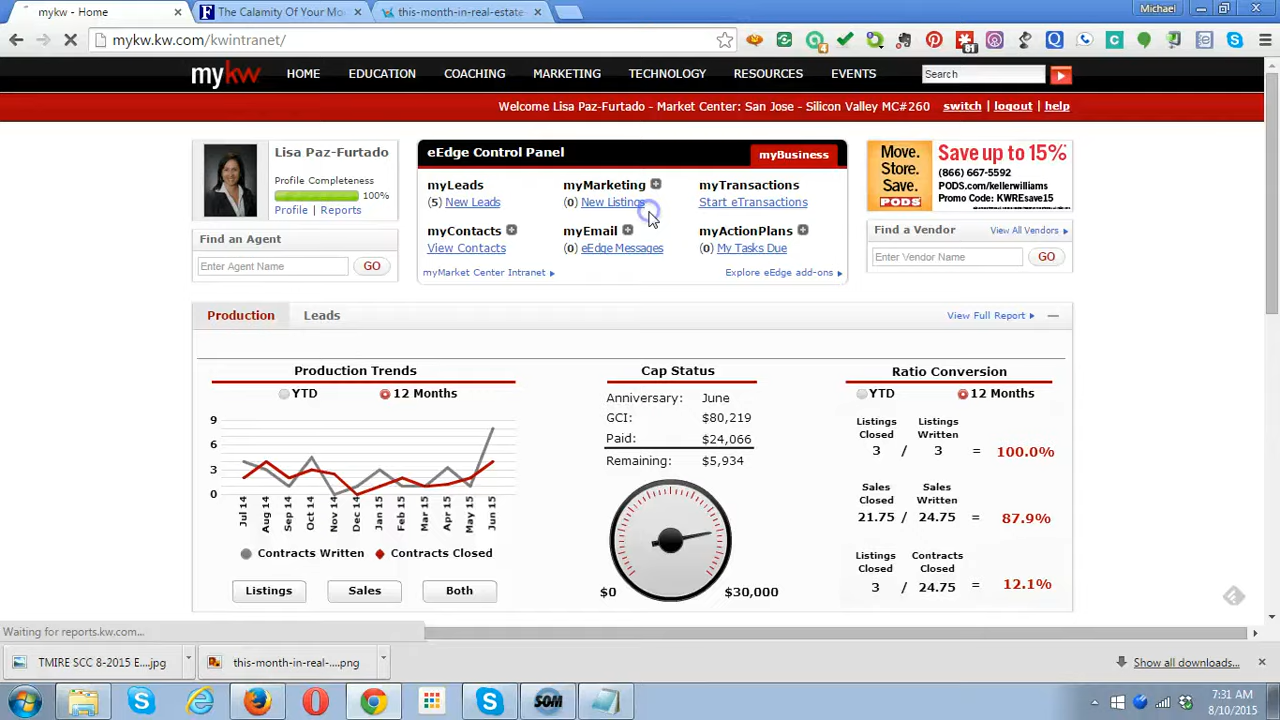 mykw - Home
The Calamity Of Your Mo
this-month-in-real-estate
Michael
mykw.kw.com/kwintranet/
4
81
mykw
HOME EDUCATION COACHING MARKETING TECHNOLOGY RESOURCES EVENTS
Search
Welcome Lisa Paz-Furtado - Market Center: San Jose - Silicon Valley MC#260 switch | logout | help
Lisa Paz-Furtado
Profile Completeness
100%
Profile | Reports
Find an Agent
Enter Agent Name
GO
eEdge Control Panel
myBusiness
myLeads
(5) New Leads
myMarketing
(0) New Listings
myTransactions
Start eTransactions
myContacts
View Contacts
myEmail
(0) eEdge Messages
myActionPlans
(0) My Tasks Due
myMarket Center Intranet
Explore eEdge add-ons
Move.
Store.
Save.
PODS
Save up to 15%
(866) 667-5592
PODS.com/kellerwilliams
Promo Code: KWREsave15
Find a Vendor
View All Vendors
Enter Vendor Name
GO
Production
Leads
View Full Report
Production Trends
YTD 12 Months
9
6
3
0
Jul 14 Aug 14 Sep 14 Oct 14 Nov 14 Dec 14 Jan 15 Feb 15 Mar 15 Apr 15 May 15 Jun 15
Contracts Written Contracts Closed
Listings Sales Both
Cap Status
Anniversary: June
GCI: $80,219
Paid: $24,066
Remaining: $5,934
$0 $30,000
Ratio Conversion
YTD 12 Months
Listings Closed
Listings Written
3 / 3 = 100.0%
Sales Closed
Sales Written
21.75 / 24.75 = 87.9%
Listings Closed
Contracts Closed
3 / 24.75 = 12.1%
Waiting for reports.kw.com...
TMIRE SCC 8-2015 E....jpg
this-month-in-real-....png
Show all downloads...
SOM
7:31 AM
8/10/2015